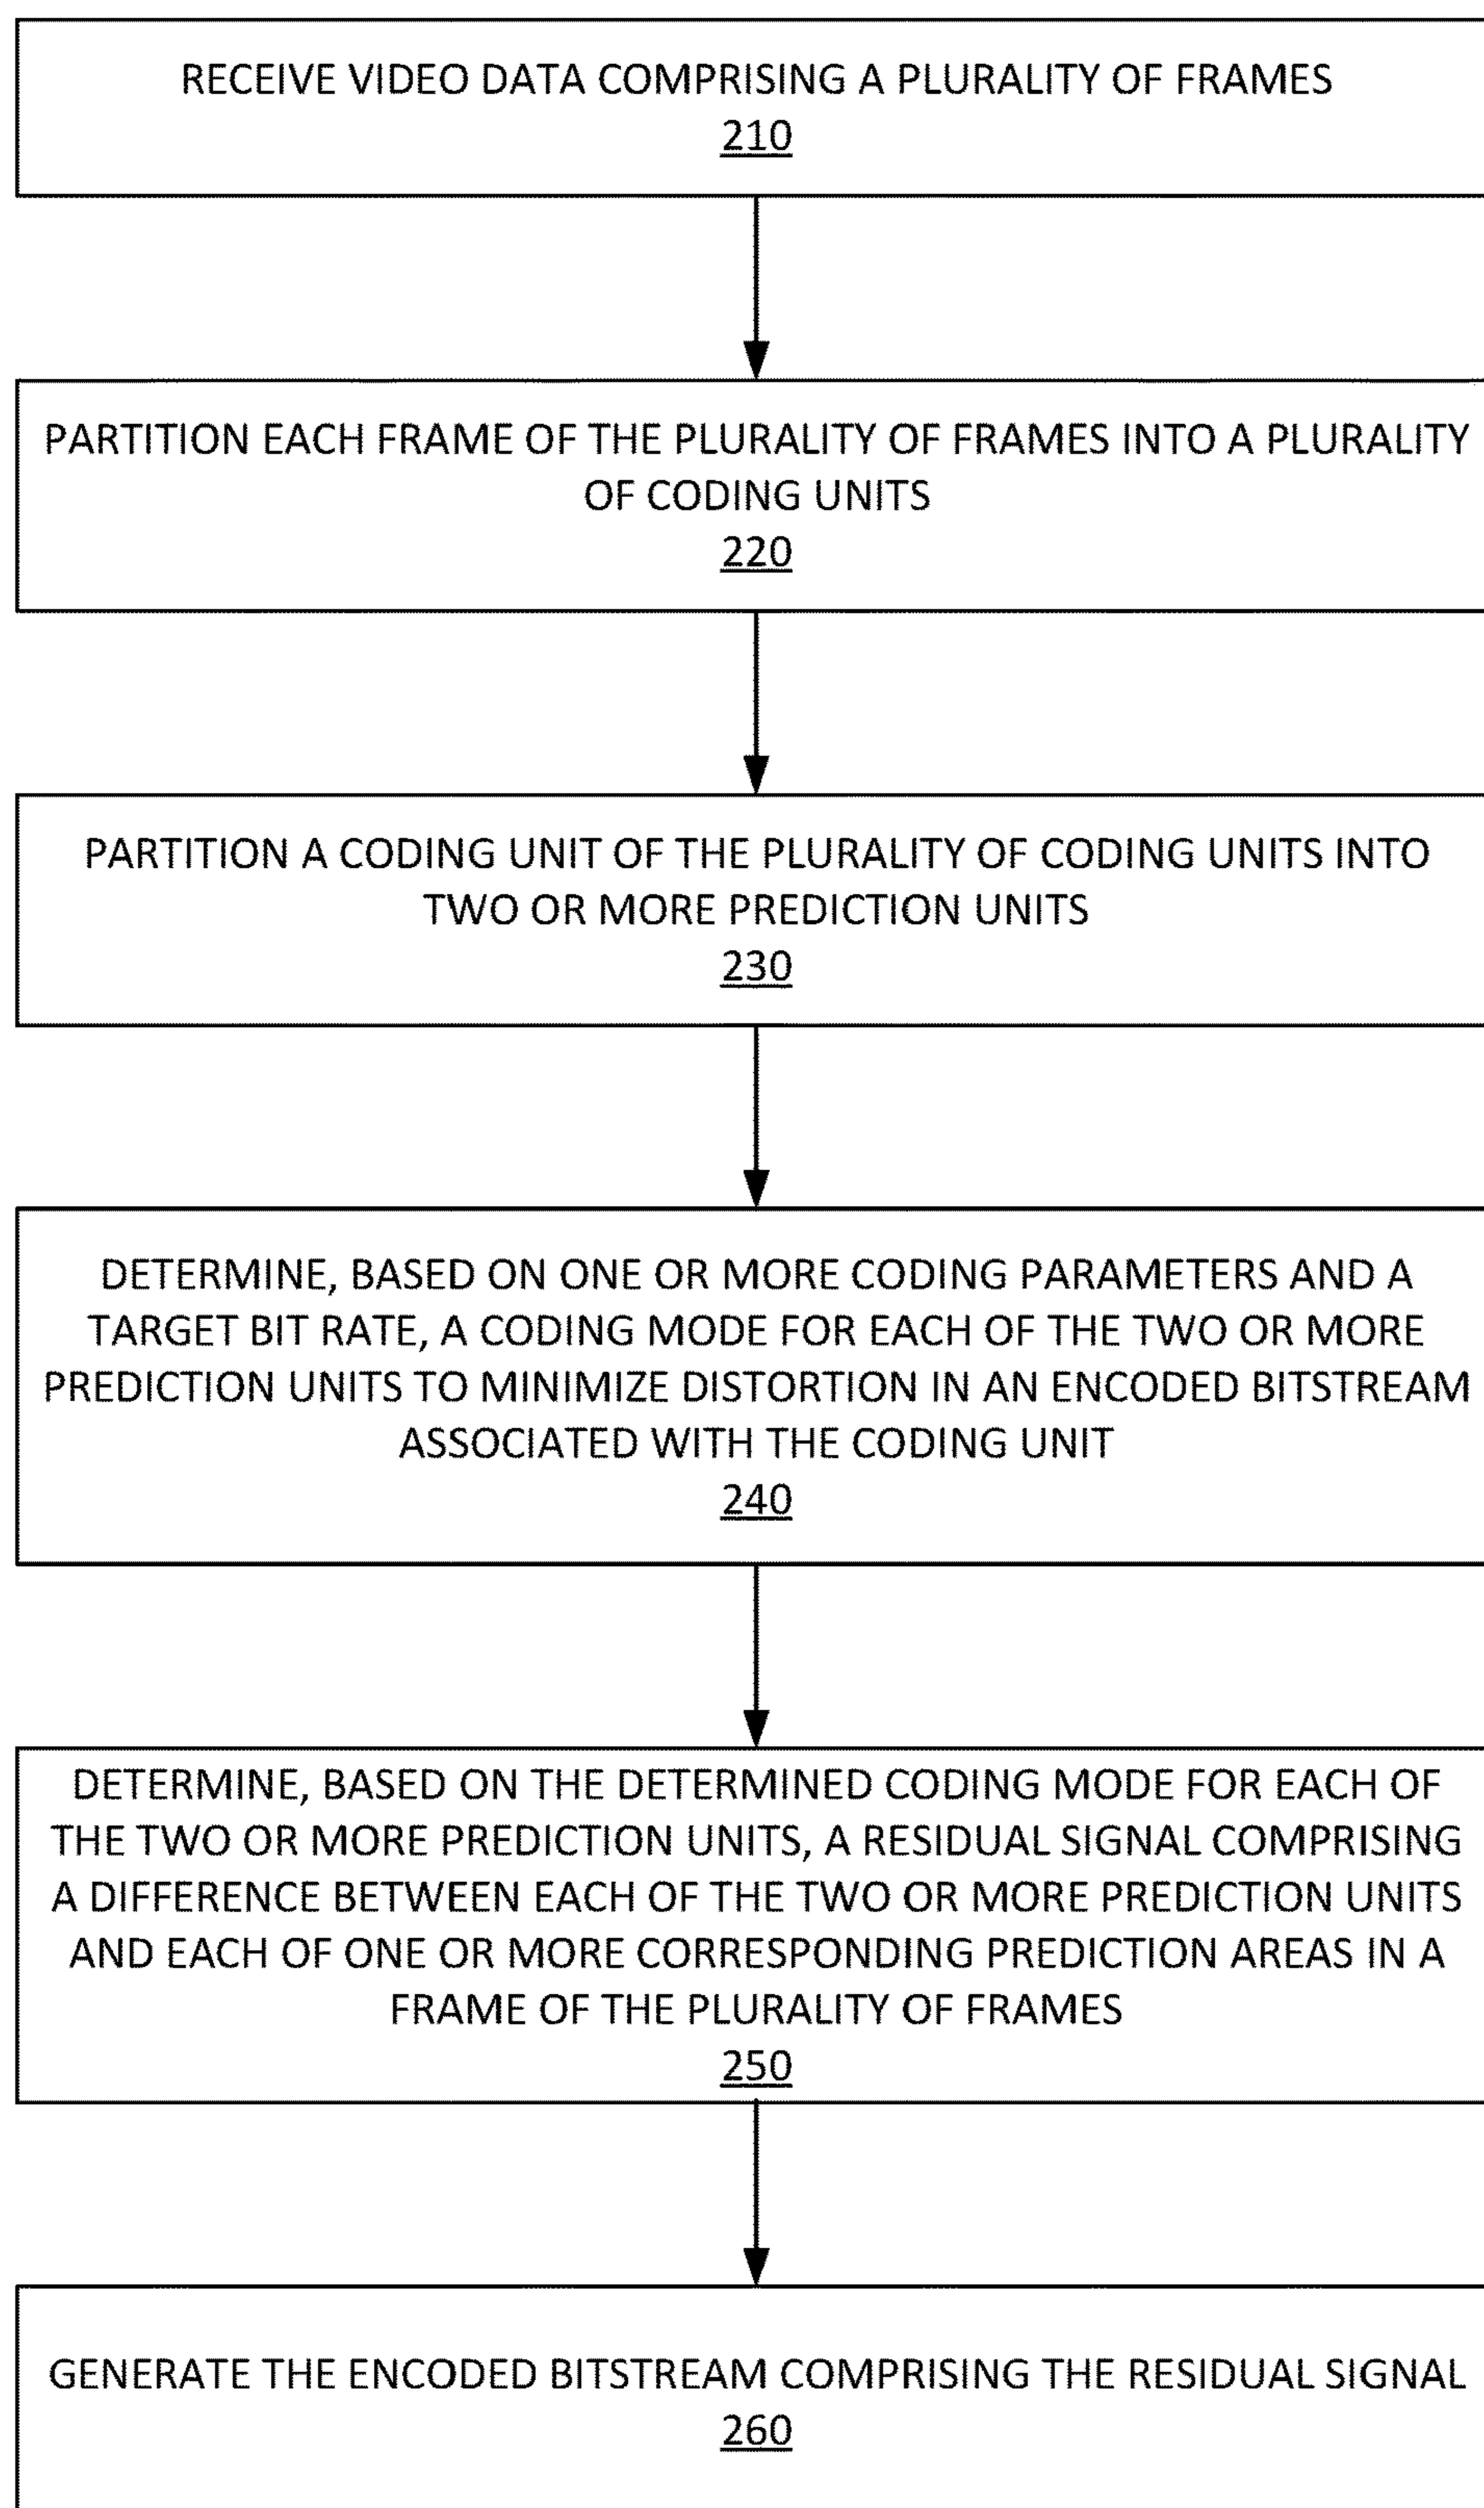 RECEIVE VIDEO DATA COMPRISING A PLURALITY OF FRAMES
210
PARTITION EACH FRAME OF THE PLURALITY OF FRAMES INTO A PLURALITY
OF CODING UNITS
220
PARTITION A CODING UNIT OF THE PLURALITY OF CODING UNITS INTO
TWO OR MORE PREDICTION UNITS
230
DETERMINE, BASED ON ONE OR MORE CODING PARAMETERS AND A
TARGET BIT RATE, A CODING MODE FOR EACH OF THE TWO OR MORE
PREDICTION UNITS TO MINIMIZE DISTORTION IN AN ENCODED BITSTREAM
ASSOCIATED WITH THE CODING UNIT
240
DETERMINE, BASED ON THE DETERMINED CODING MODE FOR EACH OF
THE TWO OR MORE PREDICTION UNITS, A RESIDUAL SIGNAL COMPRISING
A DIFFERENCE BETWEEN EACH OF THE TWO OR MORE PREDICTION UNITS
AND EACH OF ONE OR MORE CORRESPONDING PREDICTION AREAS IN A
FRAME OF THE PLURALITY OF FRAMES
250
GENERATE THE ENCODED BITSTREAM COMPRISING THE RESIDUAL SIGNAL
260